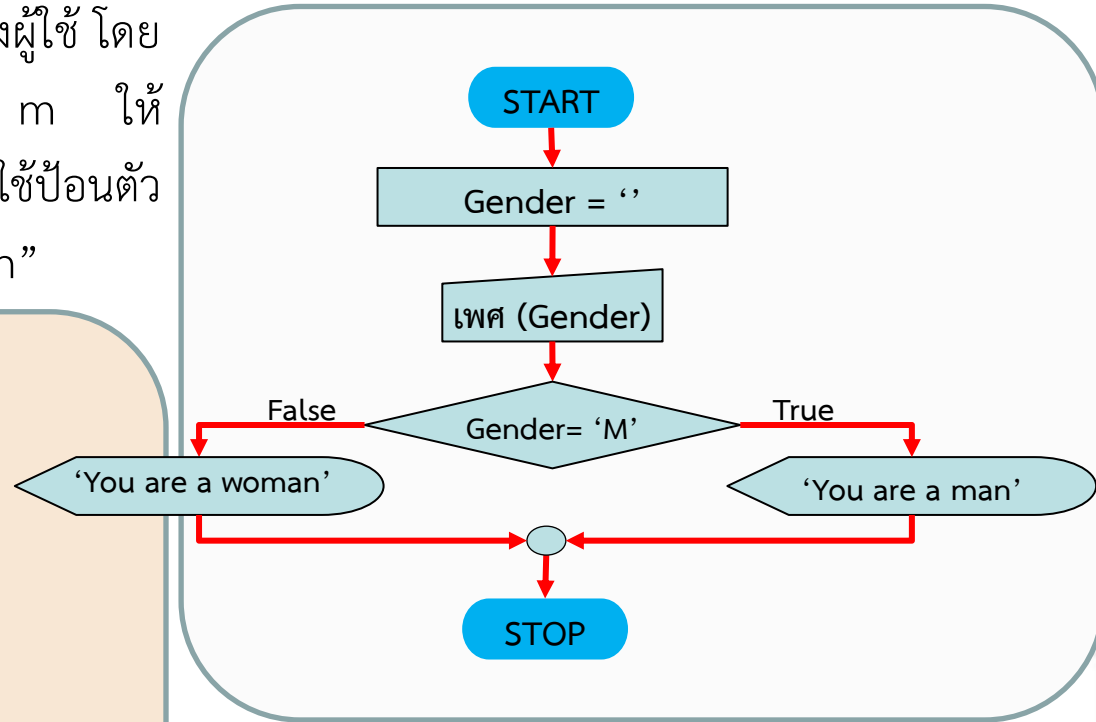 งผู้ใช้ โดย
m ให้
ใช้ป้อนตัว
”
START
Gender = ‘’
เพศ (Gender)
False
Gender= ‘M’
True
‘You are a woman’
‘You are a man’
STOP